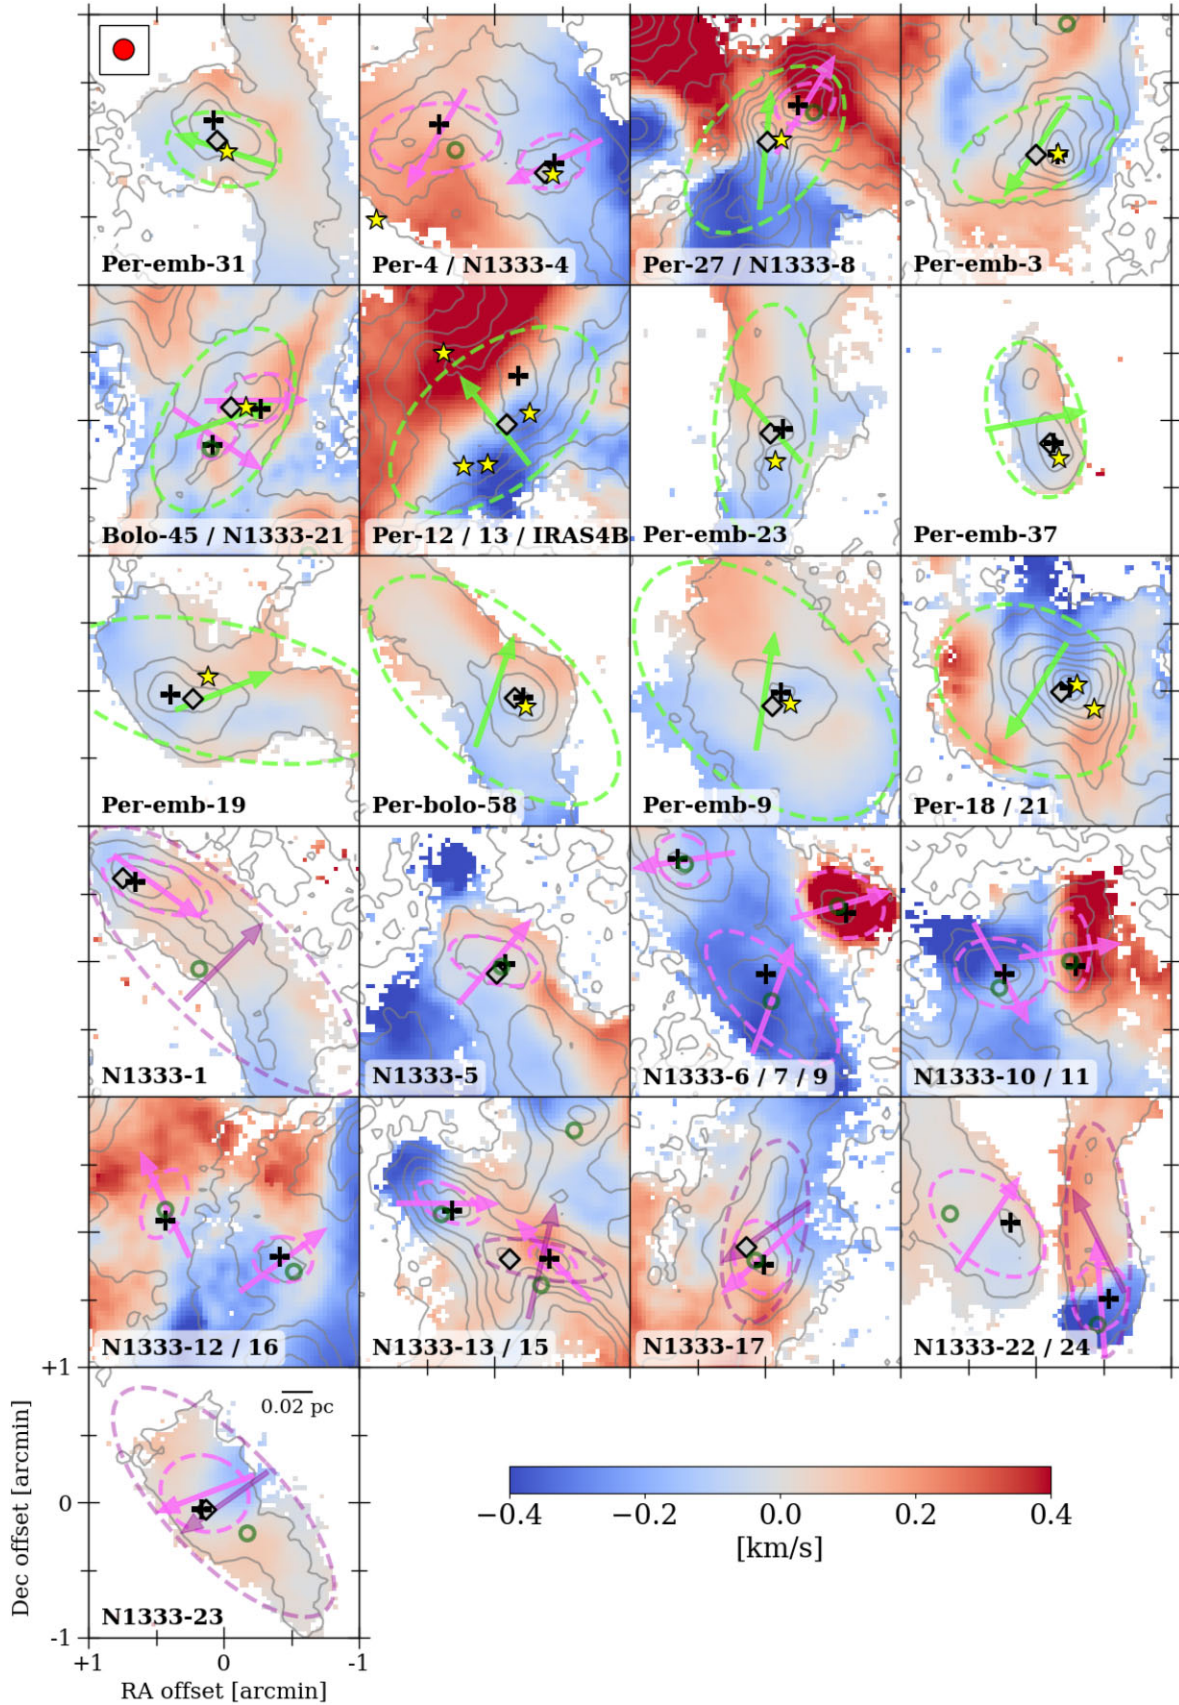 Per-emb-31
Per-4 / N1333-4
Per-27 / N1333-8
Per-emb-3
Bolo-45 / N1333-21
Per-12 / 13 / IRAS4B
Per-emb-23
Per-emb-37
Per-emb-19
Per-bolo-58
Per-emb-9
Per-18 / 21
N1333-1
N1333-5
N1333-6 / 7 / 9
N1333-10 / 11
N1333-12 / 16
N1333-13 / 15
N1333-17
N1333-22 / 24
+1
0.02 pc
Dec offset [arcmin]
0
N1333-23
-1
+1 0 -1
RA offset [arcmin]
−0.4 −0.2 0.0 0.2 0.4
[km/s]